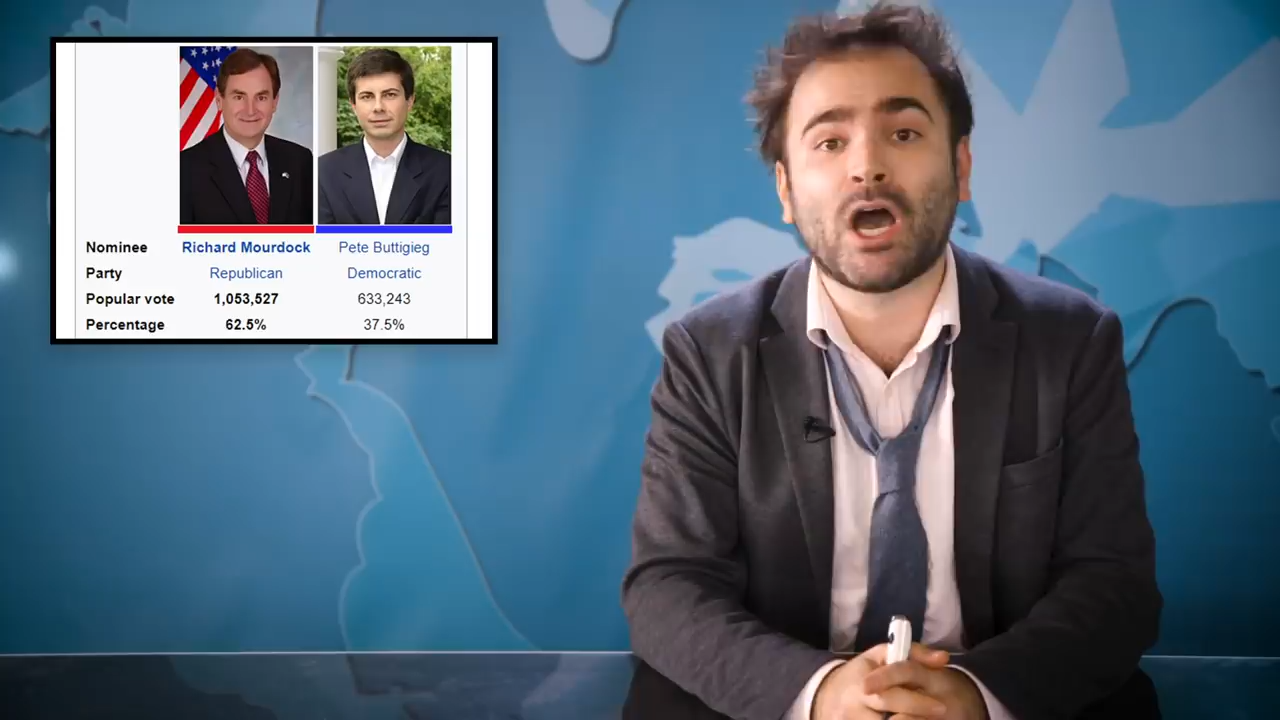 Nominee Richard Mourdock Pete Buttigieg
Party Republican Democratic
Popular vote 1,053,527 633,243
Percentage 62.5% 37.5%